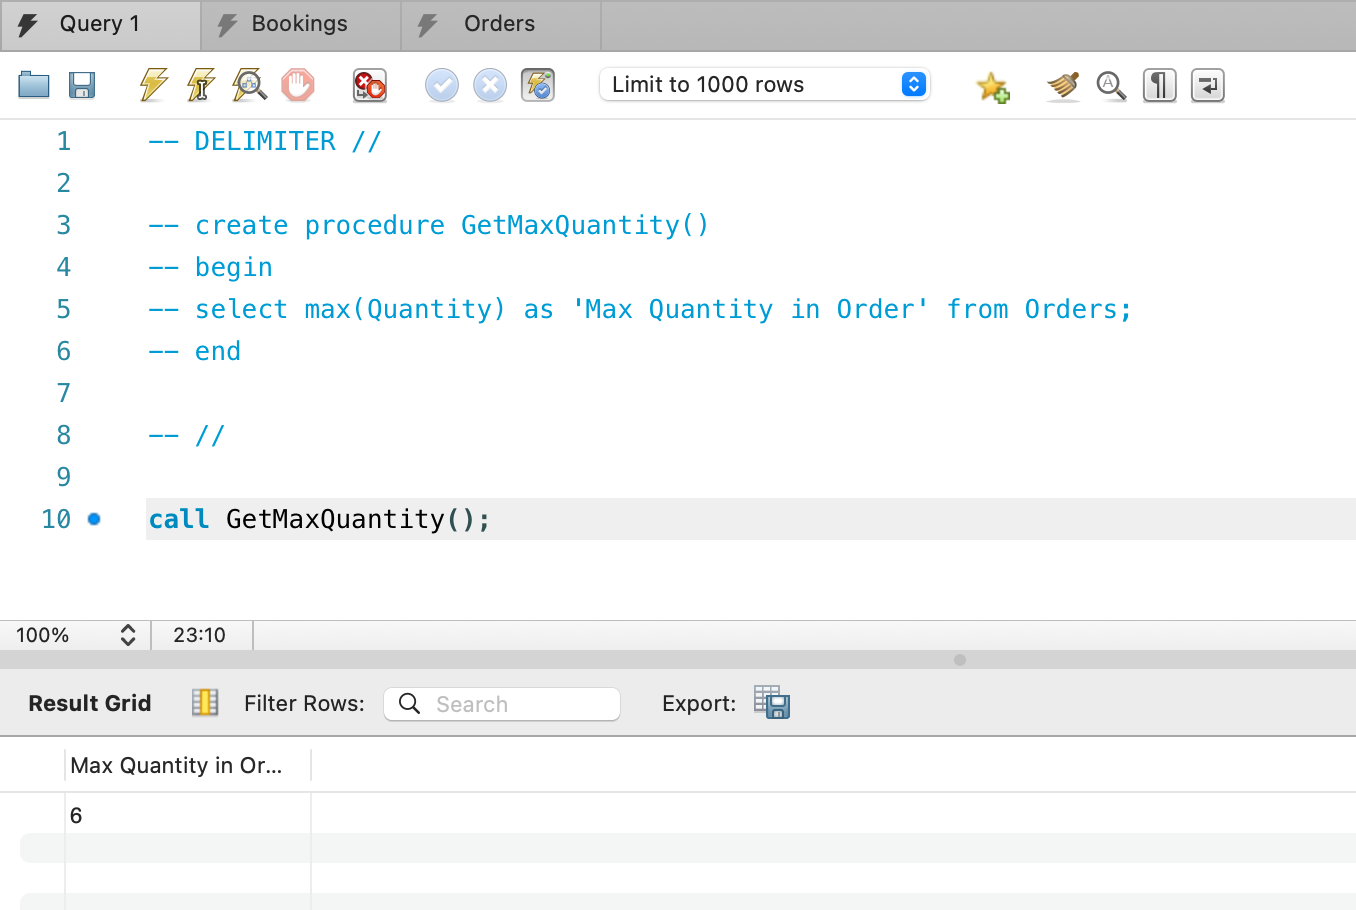 Query 1 Bookings Orders
Limit to 1000 rows
1 -- DELIMITER //
2
3 -- create procedure GetMaxQuantity()
4 -- begin
5 -- select max(Quantity) as 'Max Quantity in Order' from Orders;
6 -- end
7
8 -- //
9
10 call GetMaxQuantity();
100% 23:10
Result Grid Filter Rows: Search Export:
Max Quantity in Or...
6